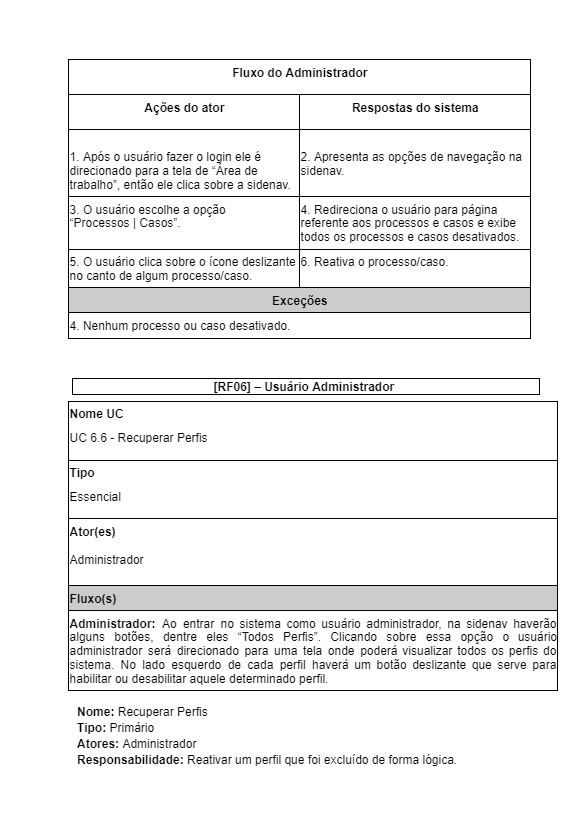 Fluxo do Administrador
Ações do ator
Respostas do sistema
1. Após o usuário fazer o login ele é
direcionado para a tela de “Área de
trabalho”, então ele clica sobre a sidenav.
2. Apresenta as opções de navegação na
sidenav.
3. O usuário escolhe a opção
“Processos | Casos”.
4. Redireciona o usuário para página
referente aos processos e casos e exibe
todos os processos e casos desativados.
5. O usuário clica sobre o ícone deslizante
no canto de algum processo/caso.
6. Reativa o processo/caso.
Exceções
4. Nenhum processo ou caso desativado.
[RF06] – Usuário Administrador
Nome UC
UC 6.6 - Recuperar Perfis
Tipo
Essencial
Ator(es)
Administrador
Fluxo(s)
Administrador: Ao entrar no sistema como usuário administrador, na sidenav haverão
alguns botões, dentre eles “Todos Perfis”. Clicando sobre essa opção o usuário
administrador será direcionado para uma tela onde poderá visualizar todos os perfis do
sistema. No lado esquerdo de cada perfil haverá um botão deslizante que serve para
habilitar ou desabilitar aquele determinado perfil.
Nome: Recuperar Perfis
Tipo: Primário
Atores: Administrador
Responsabilidade: Reativar um perfil que foi excluído de forma lógica.